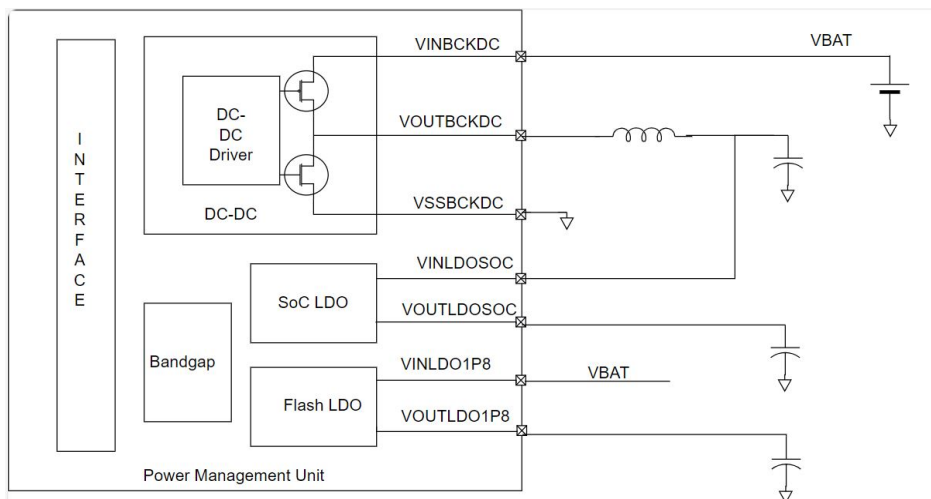 INTERFACE
DC-
DC
Driver
DC-DC
VINBCKDC
VBAT
VOUTBCKDC
VSSBCKDC
VINLDOSOC
SoC LDO
VOUTLDOSOC
Bandgap
VINLDO1P8
VBAT
Flash LDO
VOUTLDO1P8
Power Management Unit